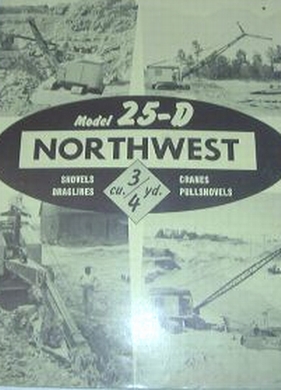 Model 25-D
NORTHWEST
SHOVELS
DRAGLINES
3/4
cu. yd.
CRANES
PULLSHOVELS